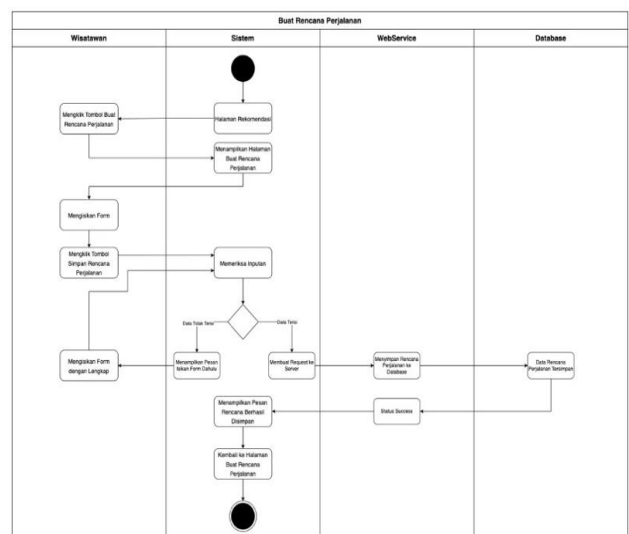 Buat Rencana Perjalanan
Wisatawan
Sistem
WebService
Database
Halaman Rekomendasi
Mengklik Tombol Buat
Rencana Perjalanan
Menampilkan Halaman
Buat Rencana
Perjalanan
Mengisikan Form
Mengklik Tombol
Simpan Rencana
Perjalanan
Memeriksa Inputan
Data Tidak Terisi
Data Terisi
Mengisikan Form
dengan Langkap
Menampilkan Pesan
Isikan Form Dahulu
Membuat Request ke
Server
Menyimpan Rencana
Perjalanan ke
Database
Data Rencana
Perjalanan Tersimpan
Menampilkan Pesan
Rencana Berhasil
Disimpan
Status Success
Kembali ke Halaman
Buat Rencana
Perjalanan